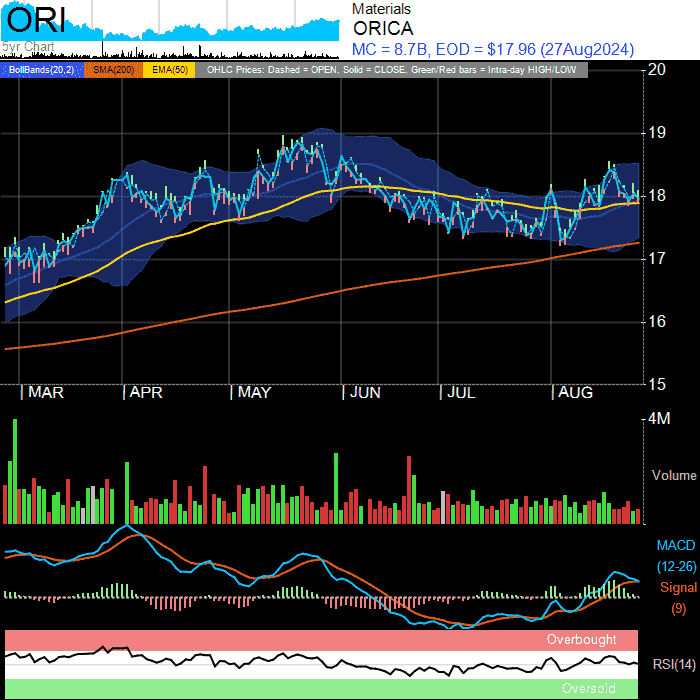 ORI
5yr Chart
Materials
ORICA
MC = 8.7B, EOD = $17.96 (27Aug2024)
BollBands(20,2) SMA(200) EMA(50) OHLC Prices: Dashed = OPEN, Solid = CLOSE, Green/Red bars = Intra-day HIGH/LOW
20
19
18
17
16
15
| MAR | APR | MAY | JUN | JUL | AUG
4M
Volume
MACD
(12-26)
Signal
(9)
Overbought
RSI(14)
Oversold